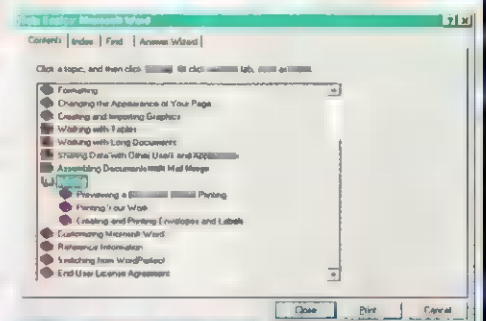 Help Topics: Microsoft Word
Contents Index Find Answer Wizard
Click a topic, and then click Or click lab,
Formatting
Changing the Appearance of Your Page
Creating and Importing Graphics
Working with Tables
Working with Long Documents
Sharing Data with Other Users and
Assembling Documents with Mail Merge
Previewing a Printing
Printing Your Work
Creating and Printing Envelopes and Labels
Customizing Microsoft Word
Reference Information
Switching from WordPerfect
End User License Agreement
Close Print Cancel